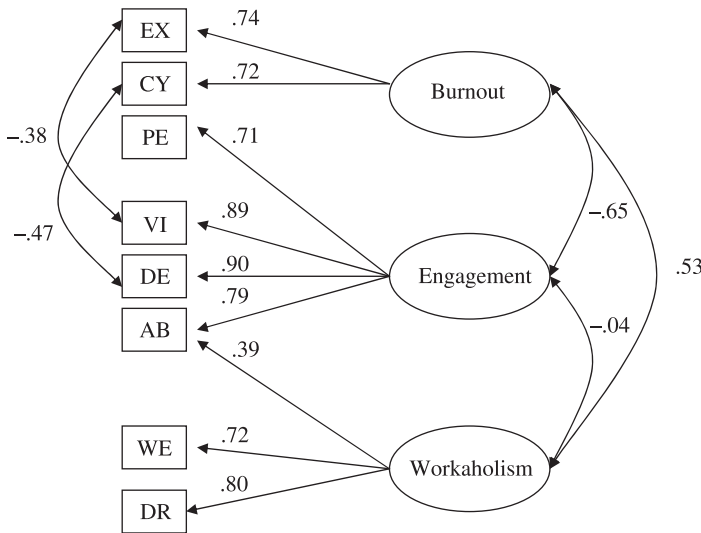 EX
.74
CY
.72
Burnout
PE
.71
–.38
VI
.89
–.65
–.47
DE
.90
Engagement
.53
.79
AB
–.04
.39
WE
.72
Workaholism
.80
DR